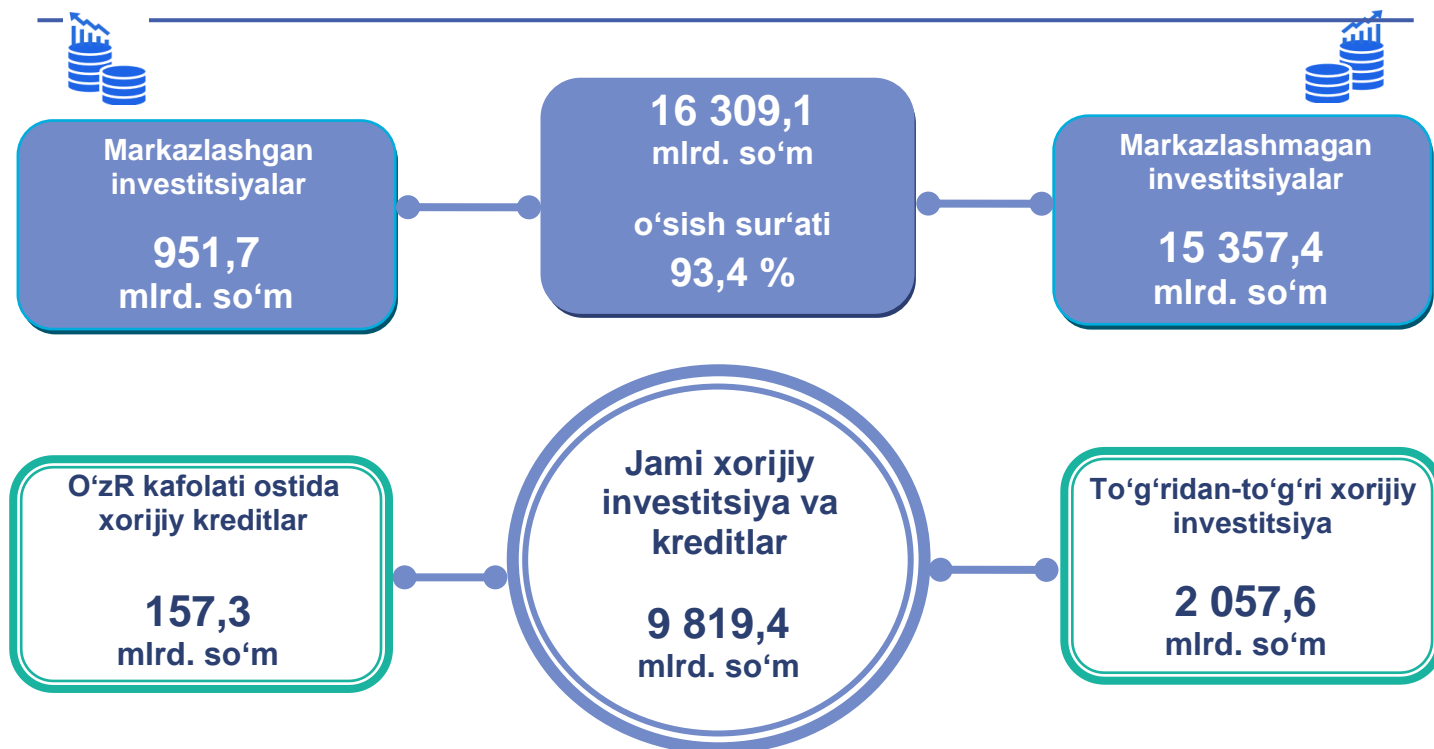 Markazlashgan
investitsiyalar
951,7
mlrd. so‘m
16 309,1
mlrd. so‘m
o‘sish sur‘ati
93,4 %
Markazlashmagan
investitsiyalar
15 357,4
mlrd. so‘m
O‘zR kafolati ostida
xorijiy kreditlar
157,3
mlrd. so‘m
Jami xorijiy
investitsiya va
kreditlar
9 819,4
mlrd. so‘m
To‘g‘ridan-to‘g‘ri xorijiy
investitsiya
2 057,6
mlrd. so‘m